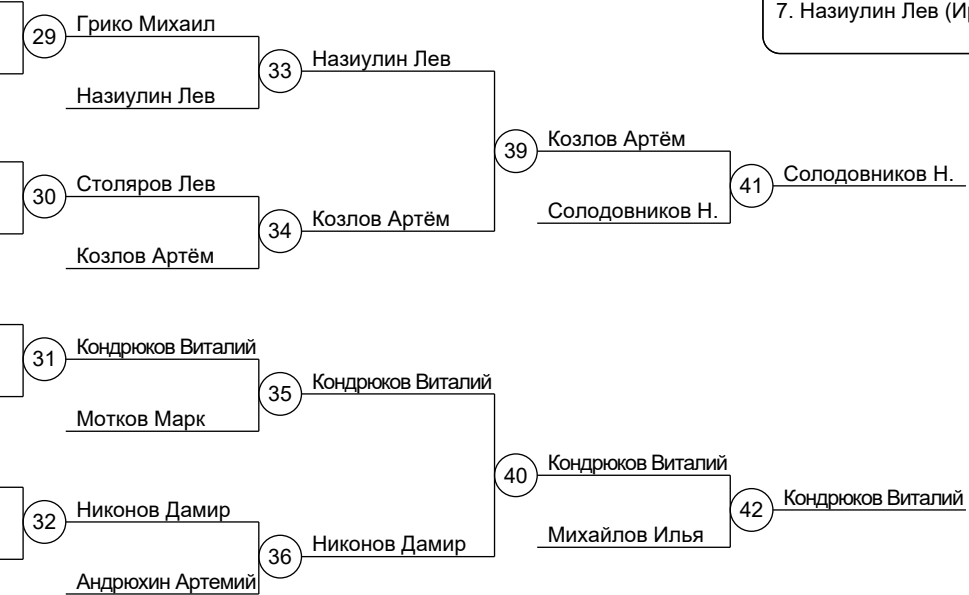 7. Назиулин Лев
29
Грико Михаил
33
Назиулин Лев
Назиулин Лев
39
Козлов Артём
30
Столяров Лев
34
Козлов Артём
Козлов Артём
41
Солодовников Н.
Солодовников Н.
31
Кондрюков Виталий
35
Кондрюков Виталий
Мотков Марк
40
Кондрюков Виталий
32
Никонов Дамир
36
Никонов Дамир
Андрюхин Артемий
42
Кондрюков Виталий
Михайлов Илья